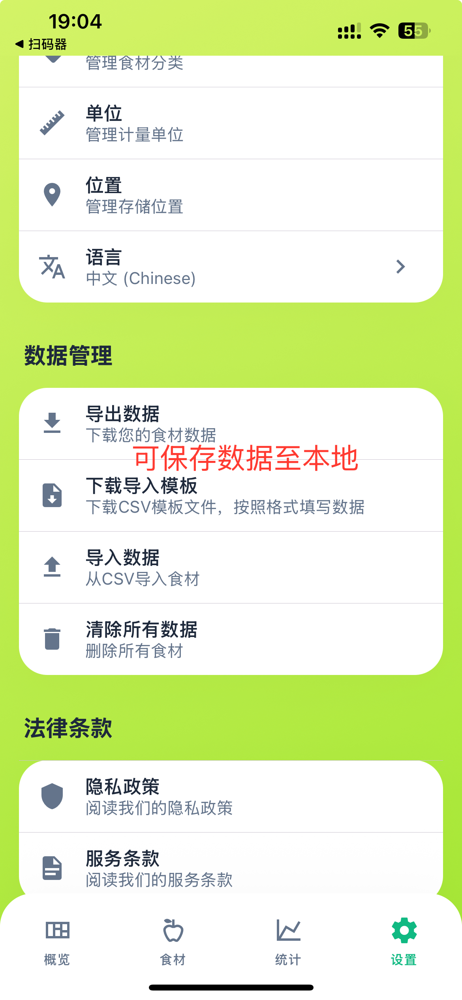 19:04
55
扫码器
管理食材分类
单位
管理计量单位
位置
管理存储位置
语言
中文 (Chinese)
数据管理
导出数据
下载您的食材数据
可保存数据至本地
下载导入模板
下载CSV模板文件，按照格式填写数据
导入数据
从CSV导入食材
清除所有数据
删除所有食材
法律条款
隐私政策
阅读我们的隐私政策
服务条款
阅读我们的服务条款
概览
食材
统计
设置